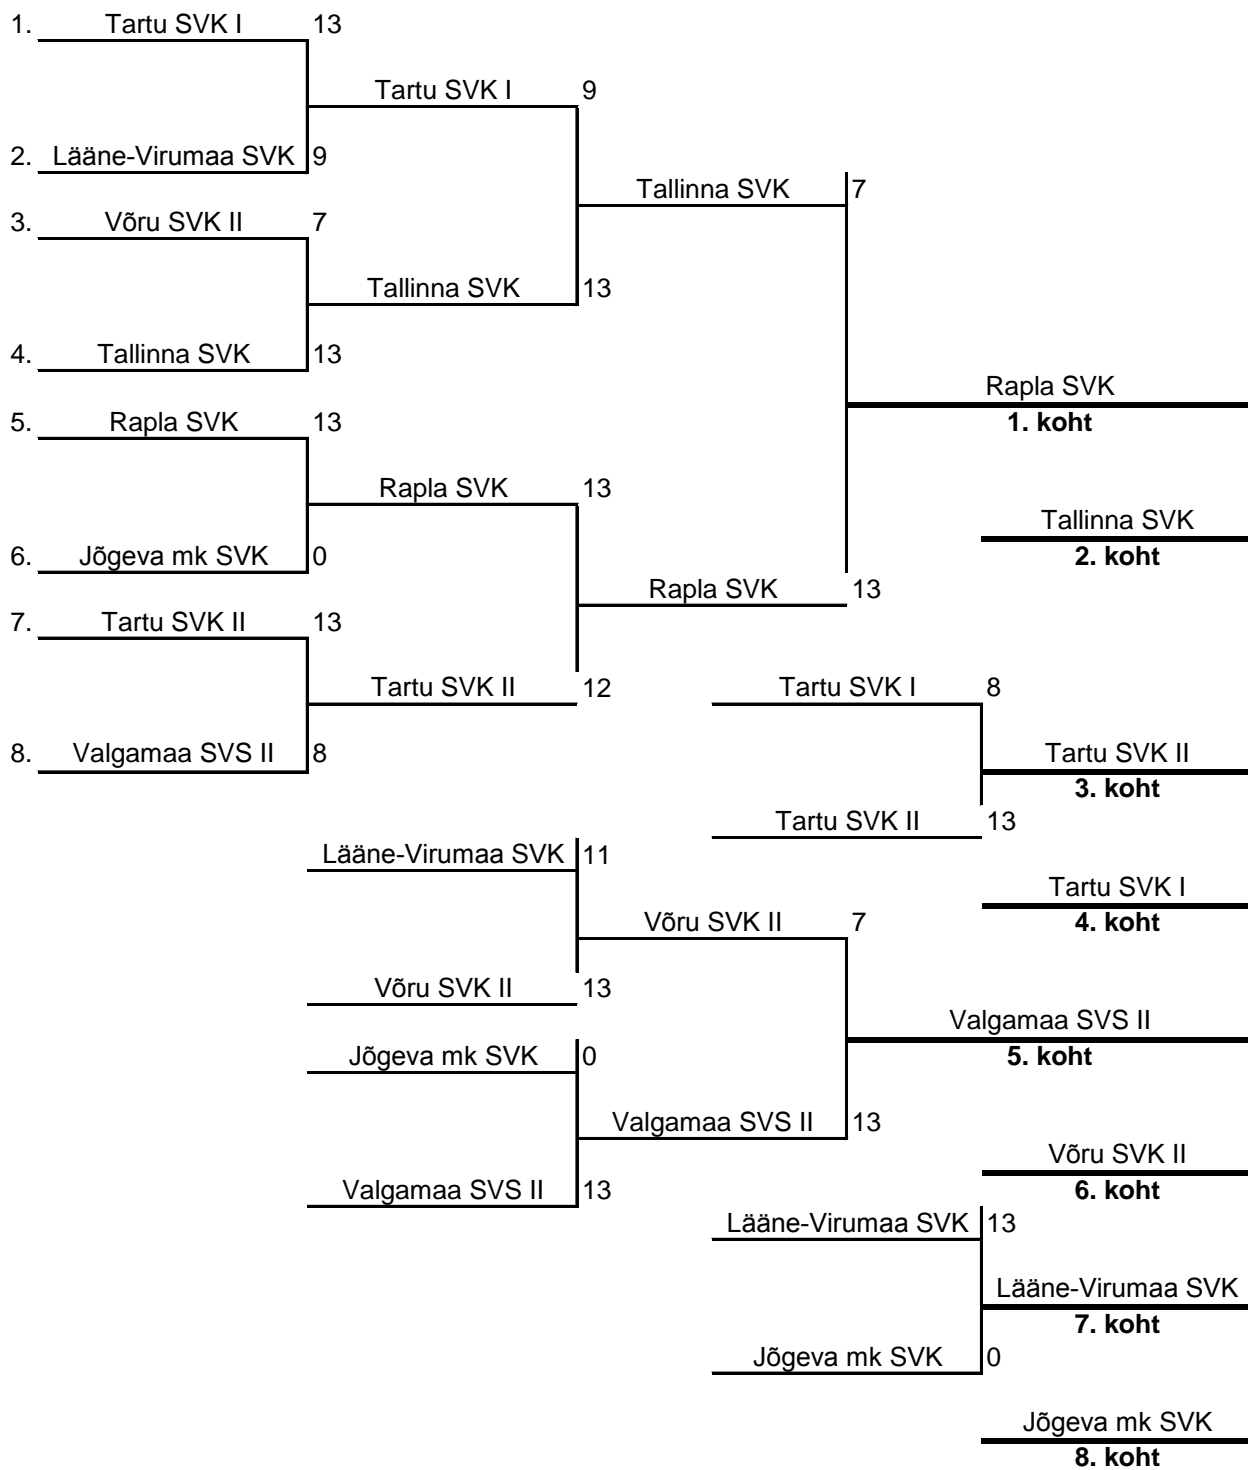 1. Tartu SVK I 13
Tartu SVK I 9
2. Lääne-Virumaa SVK 9
Tallinna SVK 7
3. Võru SVK II 7
Tallinna SVK 13
4. Tallinna SVK 13
Rapla SVK
5. Rapla SVK 13
1. koht
Rapla SVK 13
Tallinna SVK
6. Jõgeva mk SVK 0
2. koht
Rapla SVK 13
7. Tartu SVK II 13
Tartu SVK II 12
Tartu SVK I 8
8. Valgamaa SVS II 8
Tartu SVK II
3. koht
Tartu SVK II 13
Lääne-Virumaa SVK 11
Tartu SVK I
4. koht
Võru SVK II 7
Võru SVK II 13
Valgamaa SVS II
5. koht
Jõgeva mk SVK 0
Valgamaa SVS II 13
Võru SVK II
6. koht
Valgamaa SVS II 13
Lääne-Virumaa SVK 13
Lääne-Virumaa SVK
7. koht
Jõgeva mk SVK 0
Jõgeva mk SVK
8. koht